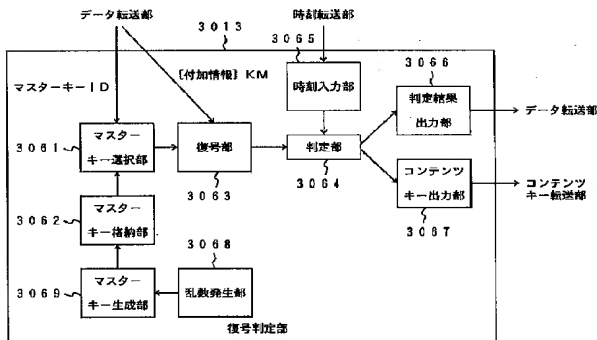 データ転送部
3013
時刻転送部
3065
〔付加情報〕KM
マスターキーID
時刻入力部
3066
判定結果
出力部
データ転送部
3061
マスター
キー選択部
復号部
3063
判定部
3064
コンテンツ
キー出力部
3067
コンテンツ
キー転送部
3062
マスター
キー格納部
3068
3069
マスター
キー生成部
乱数発生部
復号判定部